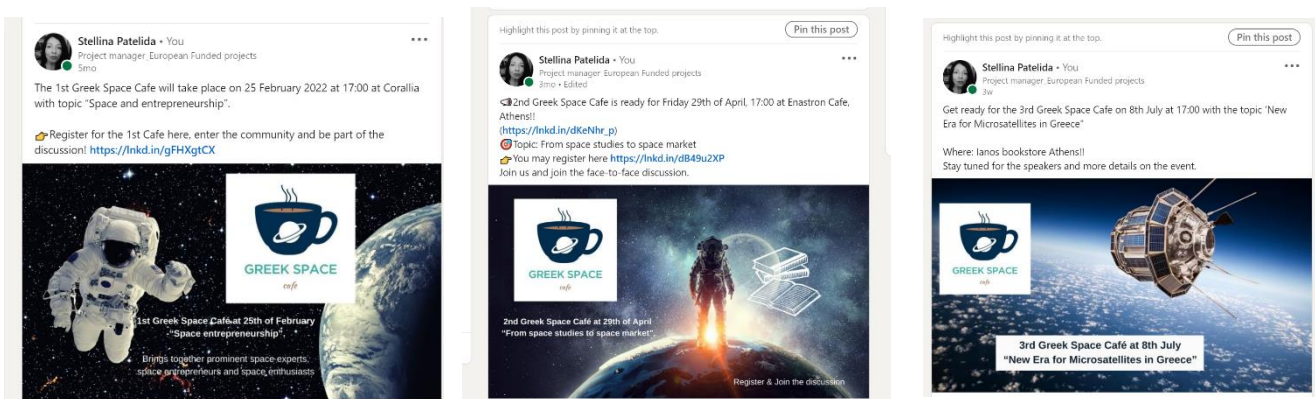 Stellina Patelida • You
Project manager_European Funded projects
5mo
The 1st Greek Space Cafe will take place on 25 February 2022 at 17:00 at Corallia
with topic “Space and entrepreneurship”.
👉Register for the 1st Cafe here, enter the community and be part of the
discussion! https://lnkd.in/gFHXgtCX
GREEK SPACE
cafe
1st Greek Space Café at 25th of February
“Space entrepreneurship”
Brings together prominent space experts,
space entrepreneurs and space enthusiasts
Highlight this post by pinning it at the top.
Pin this post
Stellina Patelida • You
Project manager_European Funded projects
3mo • Edited
📢2nd Greek Space Cafe is ready for Friday 29th of April, 17:00 at Enastron Cafe,
Athens!!
(https://lnkd.in/dKeNhr_p)
🎯Topic: From space studies to space market
👉You may register here https://lnkd.in/dB49u2XP
Join us and join the face-to-face discussion.
GREEK SPACE
cafe
2nd Greek Space Café at 29th of April
“From space studies to space market”.
Register & Join the discussion
Highlight this post by pinning it at the top.
Pin this post
Stellina Patelida • You
Project manager_European Funded projects
3w
Get ready for the 3rd Greek Space Cafe on 8th July at 17:00 with the topic 'New
Era for Microsatellites in Greece”
Where: Ianos bookstore Athens!!
Stay tuned for the speakers and more details on the event.
GREEK SPACE
cafe
3rd Greek Space Café at 8th July
“New Era for Microsatellites in Greece”